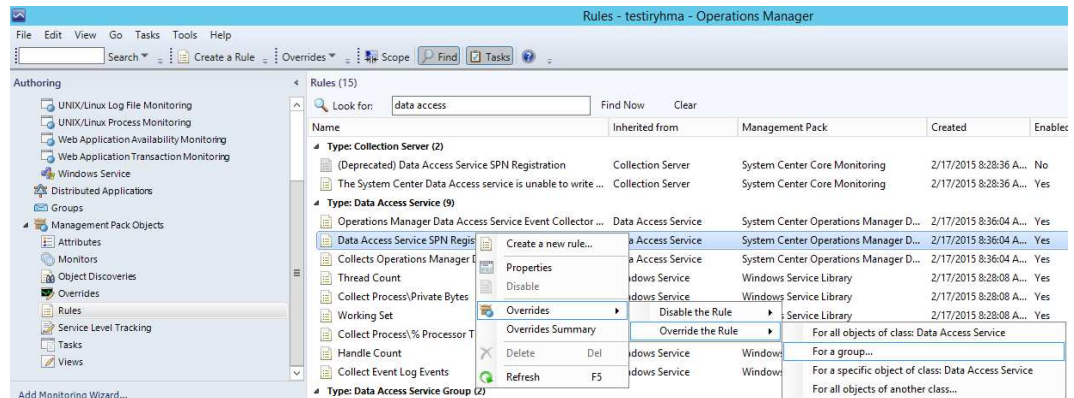 Rules - testiryhma - Operations Manager
File Edit View Go Tasks Tools Help
Search Create a Rule Overrides Scope Find Tasks
Authoring
UNIX/Linux Log File Monitoring
UNIX/Linux Process Monitoring
Web Application Availability Monitoring
Web Application Transaction Monitoring
Windows Service
Distributed Applications
Groups
Management Pack Objects
Attributes
Monitors
Object Discoveries
Overrides
Rules
Service Level Tracking
Tasks
Views
Add Monitoring Wizard...
Rules (15)
Look for: data access Find Now Clear
Name Inherited from Management Pack Created Enabled
Type: Collection Server (2)
(Deprecated) Data Access Service SPN Registration Collection Server System Center Core Monitoring 2/17/2015 8:28:36 A... No
The System Center Data Access service is unable to write ... Collection Server System Center Core Monitoring 2/17/2015 8:28:36 A... Yes
Type: Data Access Service (9)
Operations Manager Data Access Service Event Collector ... Data Access Service System Center Operations Manager D... 2/17/2015 8:36:04 A... Yes
Data Access Service SPN Regis a Access Service System Center Operations Manager D... 2/17/2015 8:36:04 A... Yes
Collects Operations Manager a Access Service System Center Operations Manager D... 2/17/2015 8:36:04 A... Yes
Thread Count dows Service Windows Service Library 2/17/2015 8:28:08 A... Yes
Collect Process\Private Bytes dows Service Windows Service Library 2/17/2015 8:28:08 A... Yes
Working Set s Service Library 2/17/2015 8:28:08 A... Yes
Collect Process\% Processor T
Handle Count dows Service Window
Collect Event Log Events dows Service Window
Type: Data Access Service Group (2)
Create a new rule...
Properties
Disable
Overrides
Overrides Summary
Delete Del
Refresh F5
Disable the Rule
Override the Rule
For all objects of class: Data Access Service
For a group...
For a specific object of class: Data Access Service
For all objects of another class...